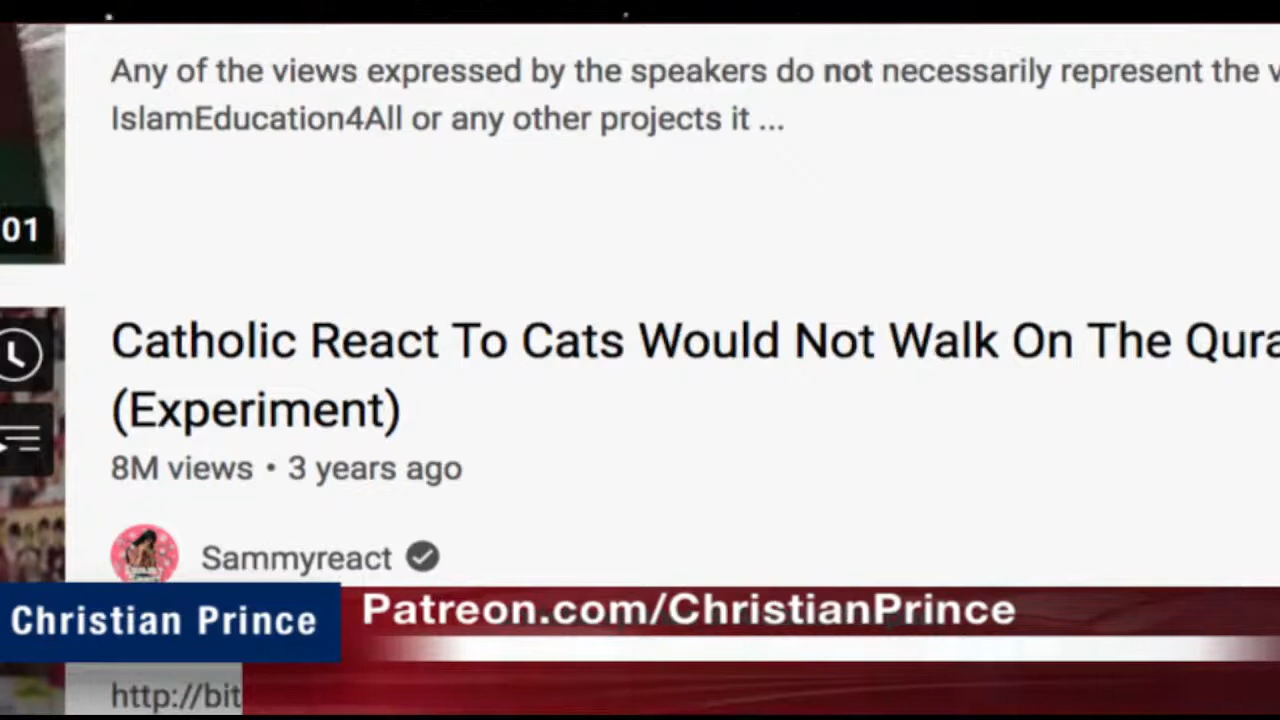 Any of the views expressed by the speakers do not necessarily represent the
IslamEducation4All or any other projects it ...
01
Catholic React To Cats Would Not Walk On The
(Experiment)
8M views • 3 years ago
Sammyreact
Christian Prince
Patreon.com/ChristianPrince
http://bit